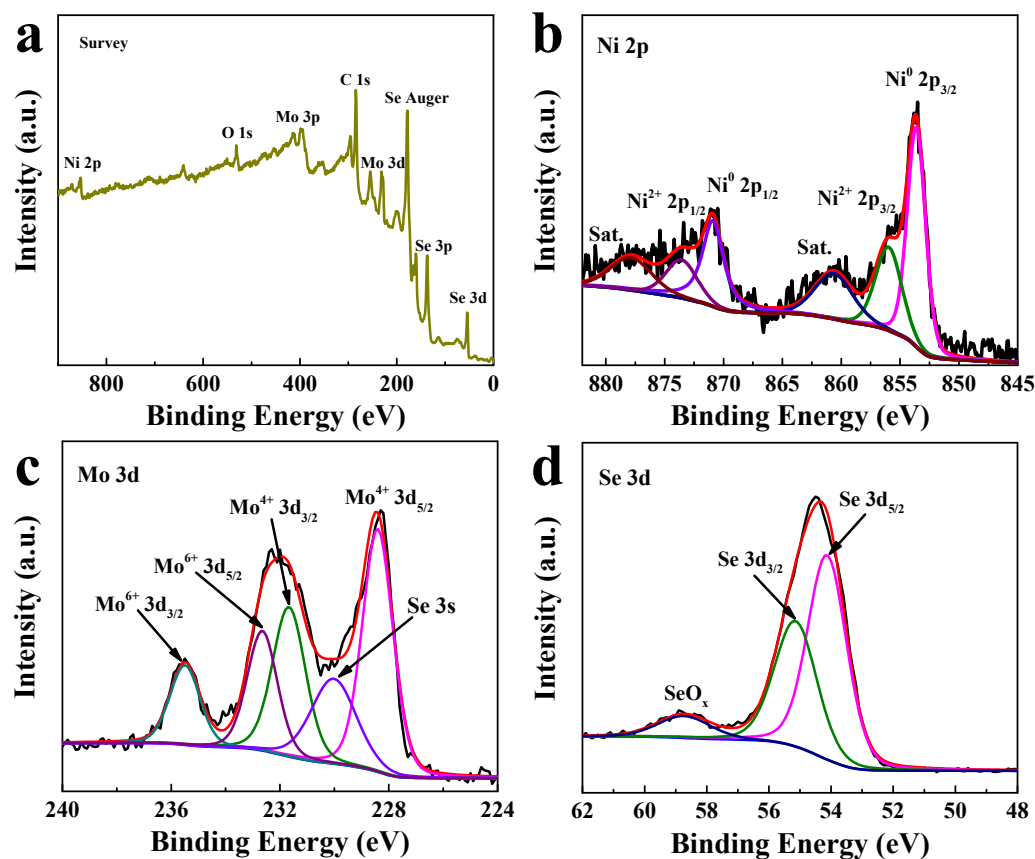 a
Survey
Ni 2p
O 1s
Mo 3p
C 1s
Se Auger
Mo 3d
Se 3p
Se 3d
Intensity (a.u.)
800 600 400 200 0
Binding Energy (eV)
b
Ni 2p
Ni⁰ 2p₃/₂
Ni²⁺ 2p₃/₂
Ni⁰ 2p₁/₂
Ni²⁺ 2p₁/₂
Sat.
Sat.
Intensity (a.u.)
880 875 870 865 860 855 850 845
Binding Energy (eV)
c
Mo 3d
Mo⁴⁺ 3d₅/₂
Mo⁴⁺ 3d₃/₂
Mo⁶⁺ 3d₅/₂
Mo⁶⁺ 3d₃/₂
Se 3s
Intensity (a.u.)
240 235 230 224
Binding Energy (eV)
d
Se 3d
Se 3d₅/₂
Se 3d₃/₂
SeOₓ
Intensity (a.u.)
62 60 58 56 54 52 50 48
Binding Energy (eV)